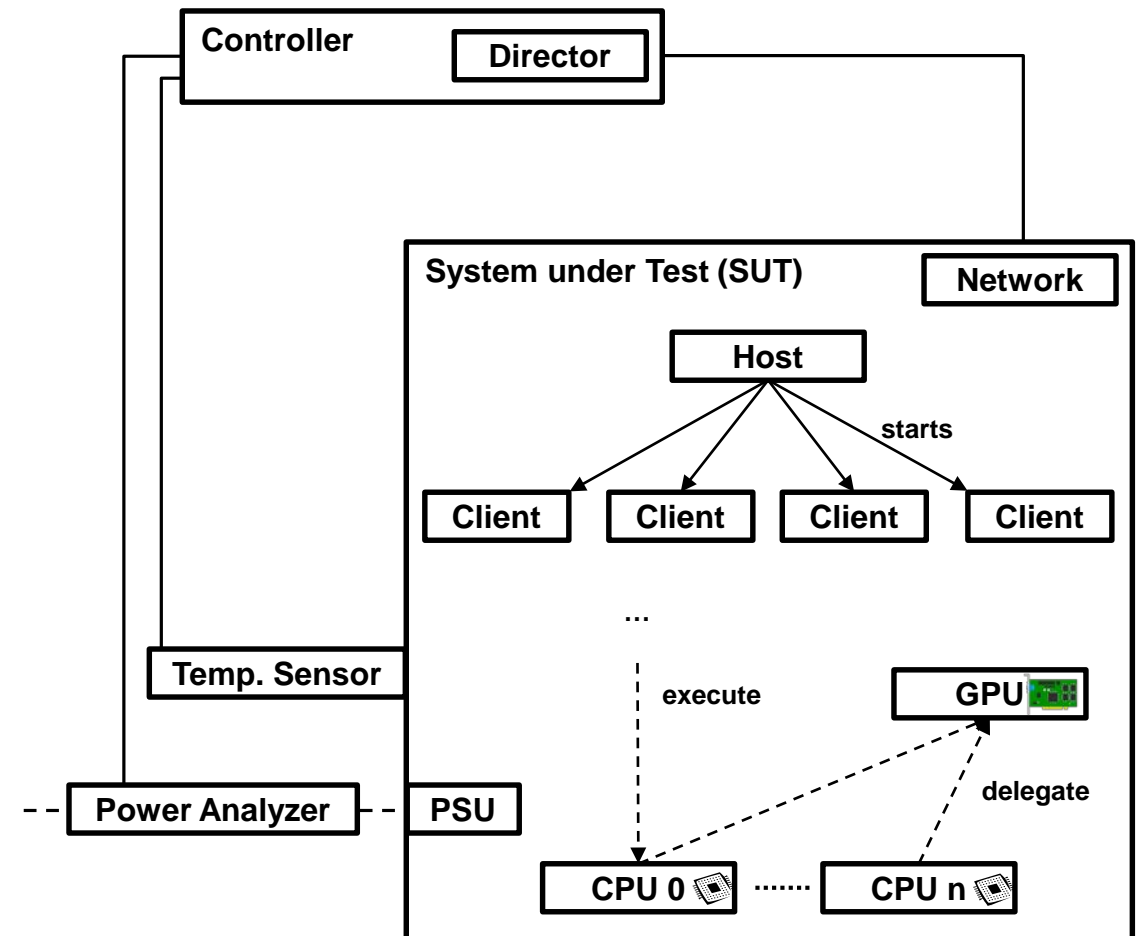 Controller
Director
System under Test (SUT)
Network
Host
starts
Client
Client
Client
Client
...
Temp. Sensor
execute
GPU
delegate
Power Analyzer
PSU
CPU 0
.......
CPU n